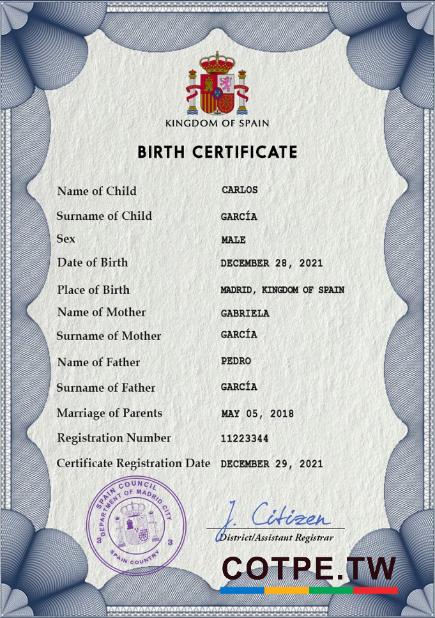 KINGDOM OF SPAIN
BIRTH CERTIFICATE
Name of Child CARLOS
Surname of Child GARCÍA
Sex MALE
Date of Birth DECEMBER 28, 2021
Place of Birth MADRID, KINGDOM OF SPAIN
Name of Mother GABRIELA
Surname of Mother GARCÍA
Name of Father PEDRO
Surname of Father GARCÍA
Marriage of Parents MAY 05, 2018
Registration Number 11223344
Certificate Registration Date DECEMBER 29, 2021
SPAIN COUNCIL
DEPARTMENT OF MADRID CITY
3 3
SPAIN COUNTRY
J. Citizen
District/Assistant Registrar
COTPE.TW